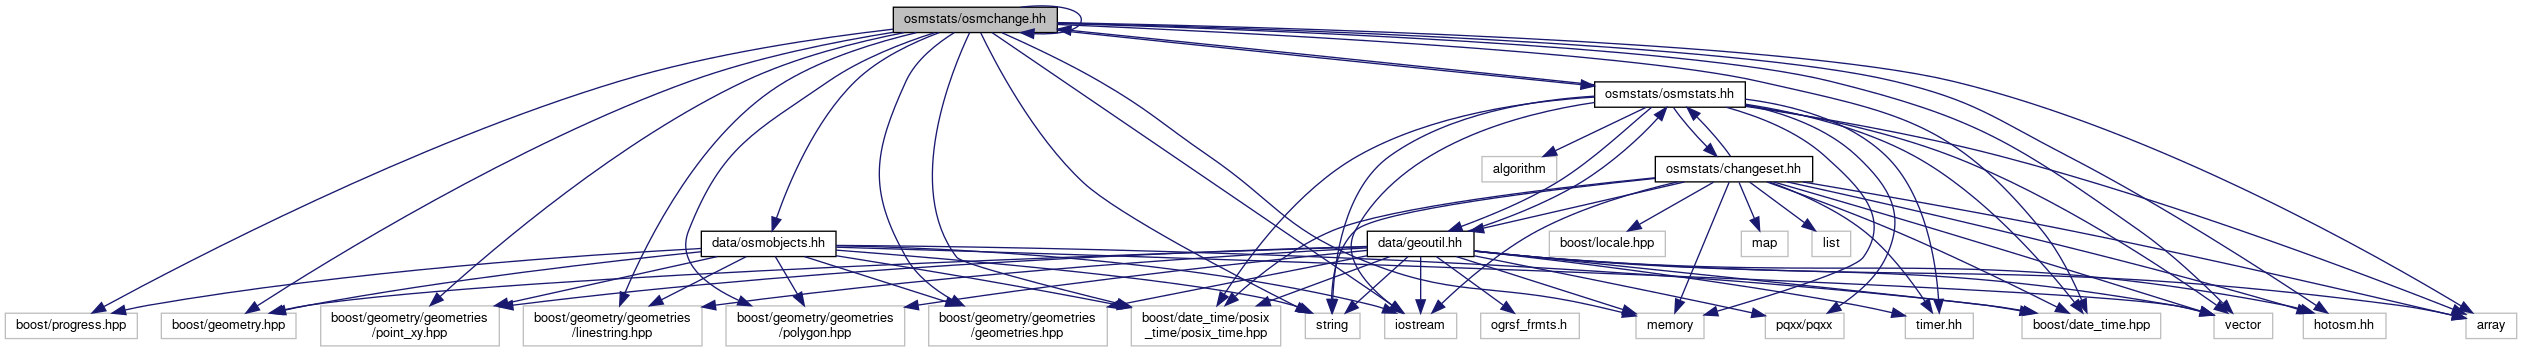 osmstats/osmchange.hh
osmstats/osmstats.hh
algorithm
osmstats/changeset.hh
data/osmobjects.hh
data/geoutil.hh
boost/locale.hpp
map
list
boost/progress.hpp
boost/geometry.hpp
boost/geometry/geometries
/point_xy.hpp
boost/geometry/geometries
/linestring.hpp
boost/geometry/geometries
/polygon.hpp
boost/geometry/geometries
/geometries.hpp
boost/date_time/posix
_time/posix_time.hpp
string
iostream
ogrsf_frmts.h
memory
pqxx/pqxx
timer.hh
boost/date_time.hpp
vector
hotosm.hh
array